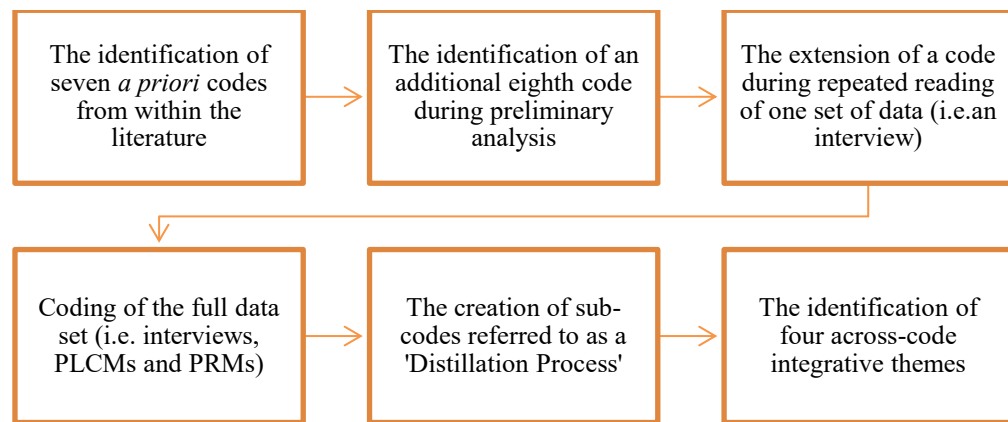 The identification of
seven a priori codes
from within the
literature
The identification of an
additional eighth code
during preliminary
analysis
The extension of a code
during repeated reading
of one set of data (i.e.an
interview)
Coding of the full data
set (i.e. interviews,
PLCMs and PRMs)
The creation of sub-
codes referred to as a
'Distillation Process'
The identification of
four across-code
integrative themes